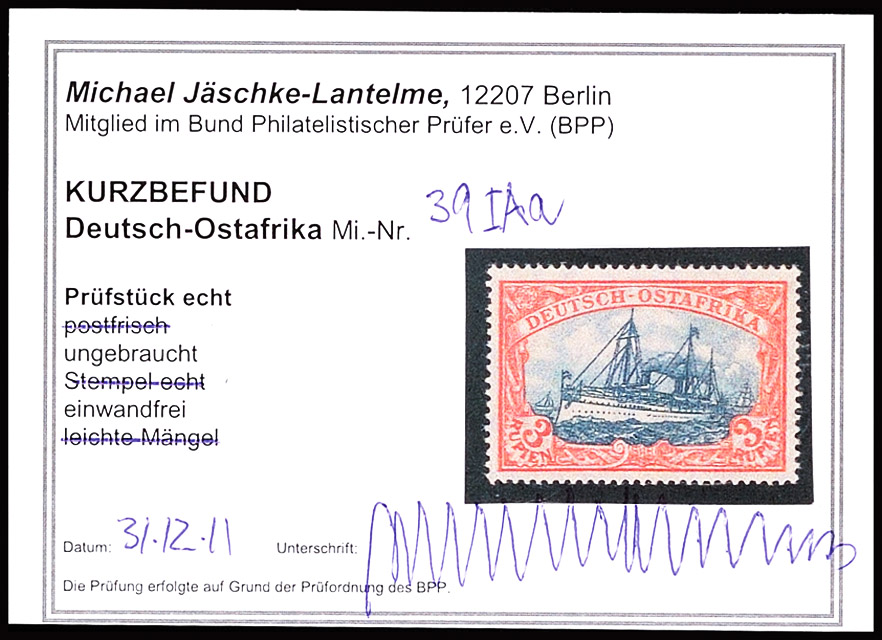 Michael Jäschke-Lantelme, 12207 Berlin
Mitglied im Bund Philatelistischer Prüfer e.V. (BPP)
KURZBEFUND
Deutsch-Ostafrika Mi.-Nr. 39 IAa
Prüfstück echt
postfrisch
ungebraucht
Stempel echt
einwandfrei
leichte Mängel
DEUTSCH-OSTAFRIKA
3 3
RUPIEN RUPIEN
Datum: 31.12.11 Unterschrift:
Die Prüfung erfolgte auf Grund der Prüfordnung des BPP.